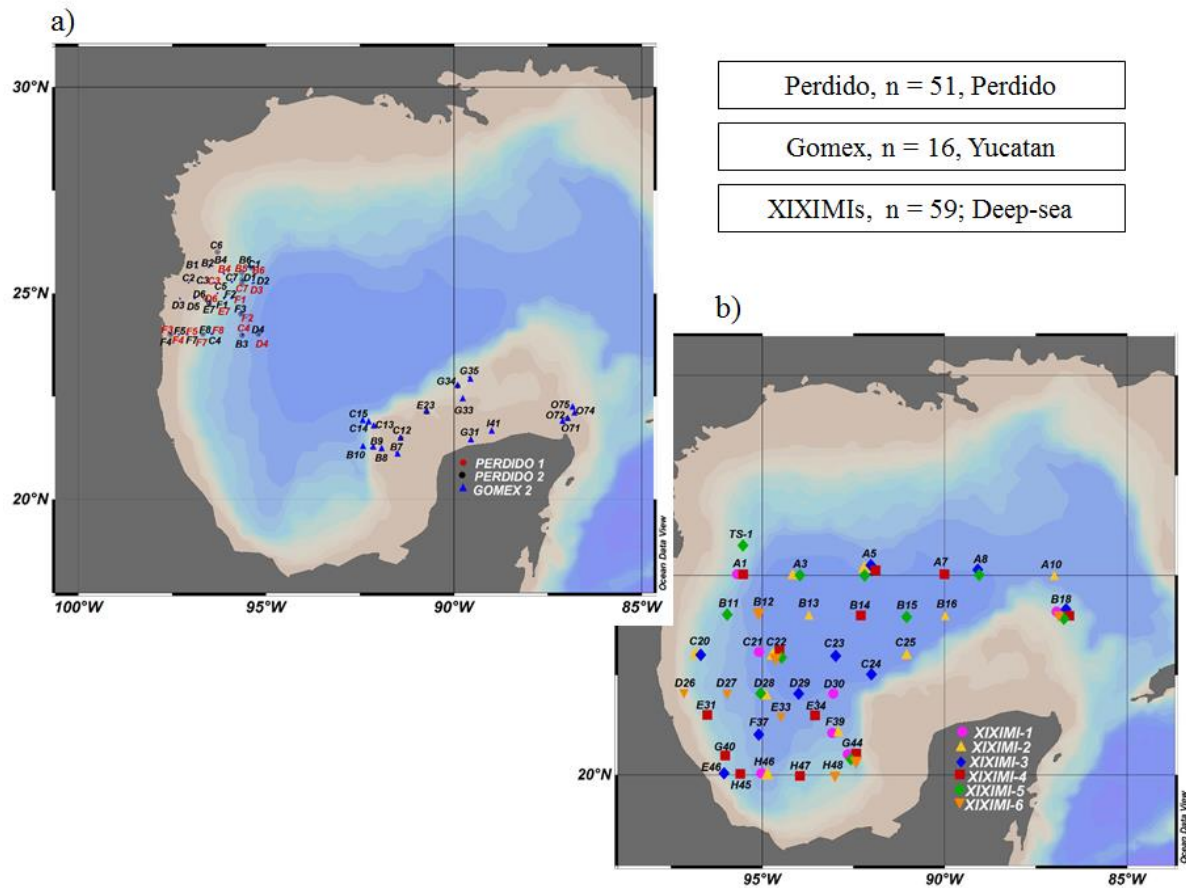 a)
30°N
25°N
20°N
100°W
95°W
90°W
85°W
C6
B1
B2
B4
B4
B6
C1
B5
B6
C2
C3
C3
C7
D1
D2
C7
D3
C5
D3
D6
D5
D6
E7
F1
E7
F2
F1
F3
F2
F3
F5
F5
E8
F8
C4
D4
F4
F4
F7
F7
C4
B3
D4
G35
G34
G33
E23
C15
C14
C13
C12
B10
B9
B8
B7
I41
G31
O75
O74
O72
O71
PERDIDO 1
PERDIDO 2
GOMEX 2
Ocean Data View
Perdido, n = 51, Perdido
Gomex, n = 16, Yucatan
XIXIMIs, n = 59; Deep-sea
b)
TS-1
A1
A3
A5
A7
A8
A10
B11
B12
B13
B14
B15
B16
B18
C20
C21
C22
C23
C24
C25
D26
D27
D28
D29
D30
E31
E33
E34
F37
F39
G40
G44
E46
H45
H46
H47
H48
XIXIMI-1
XIXIMI-2
XIXIMI-3
XIXIMI-4
XIXIMI-5
XIXIMI-6
20°N
95°W
90°W
85°W
Ocean Data View